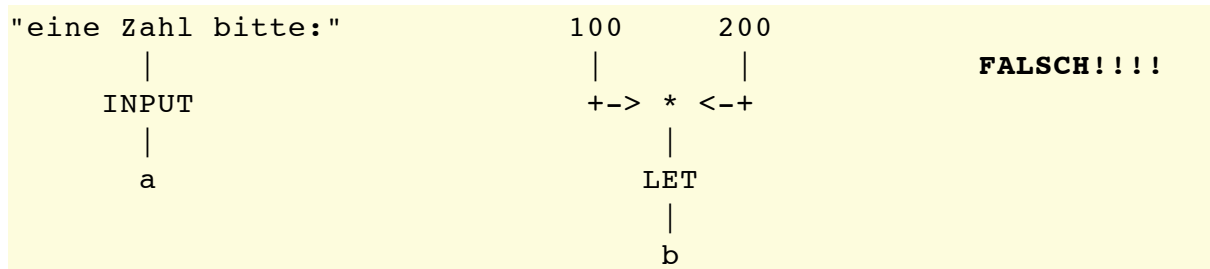 "eine Zahl bitte:" 100 200
| | | FALSCH!!!!
INPUT +-> * <-+
| |
a LET
|
b